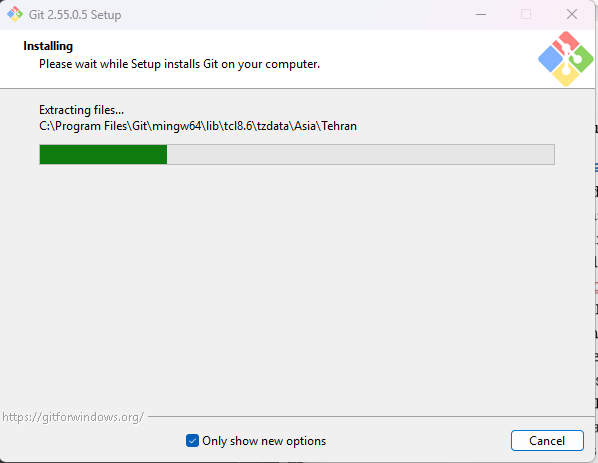 Git 2.55.0.5 Setup
Installing
Please wait while Setup installs Git on your computer.
Extracting files...
C:\Program Files\Git\mingw64\lib\tcl8.6\tzdata\Asia\Tehran
https://gitforwindows.org/
Only show new options
Cancel